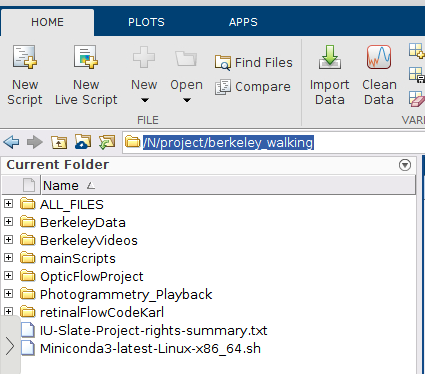 HOME PLOTS APPS
New Script
New Live Script
New
Open
Find Files
Compare
Import Data
Clean Data
FILE
VARI
/N/project/berkeley_walking
Current Folder
Name
ALL_FILES
BerkeleyData
BerkeleyVideos
mainScripts
OpticFlowProject
Photogrammetry_Playback
retinalFlowCodeKarl
IU-Slate-Project-rights-summary.txt
Miniconda3-latest-Linux-x86_64.sh